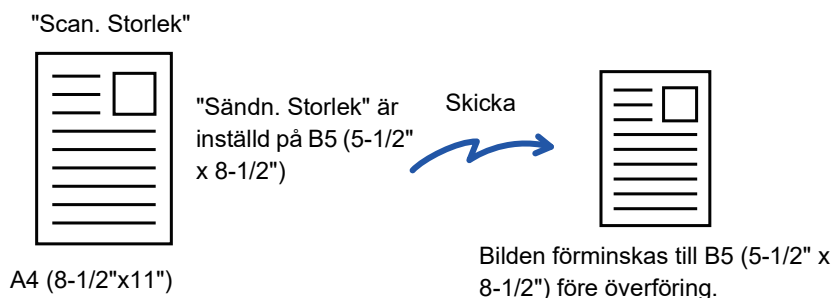 "Scan. Storlek"
"Sändn. Storlek" är
inställd på B5 (5-1/2"
x 8-1/2")
Skicka
A4 (8-1/2"x11")
Bilden förminskas till B5 (5-1/2" x
8-1/2") före överföring.